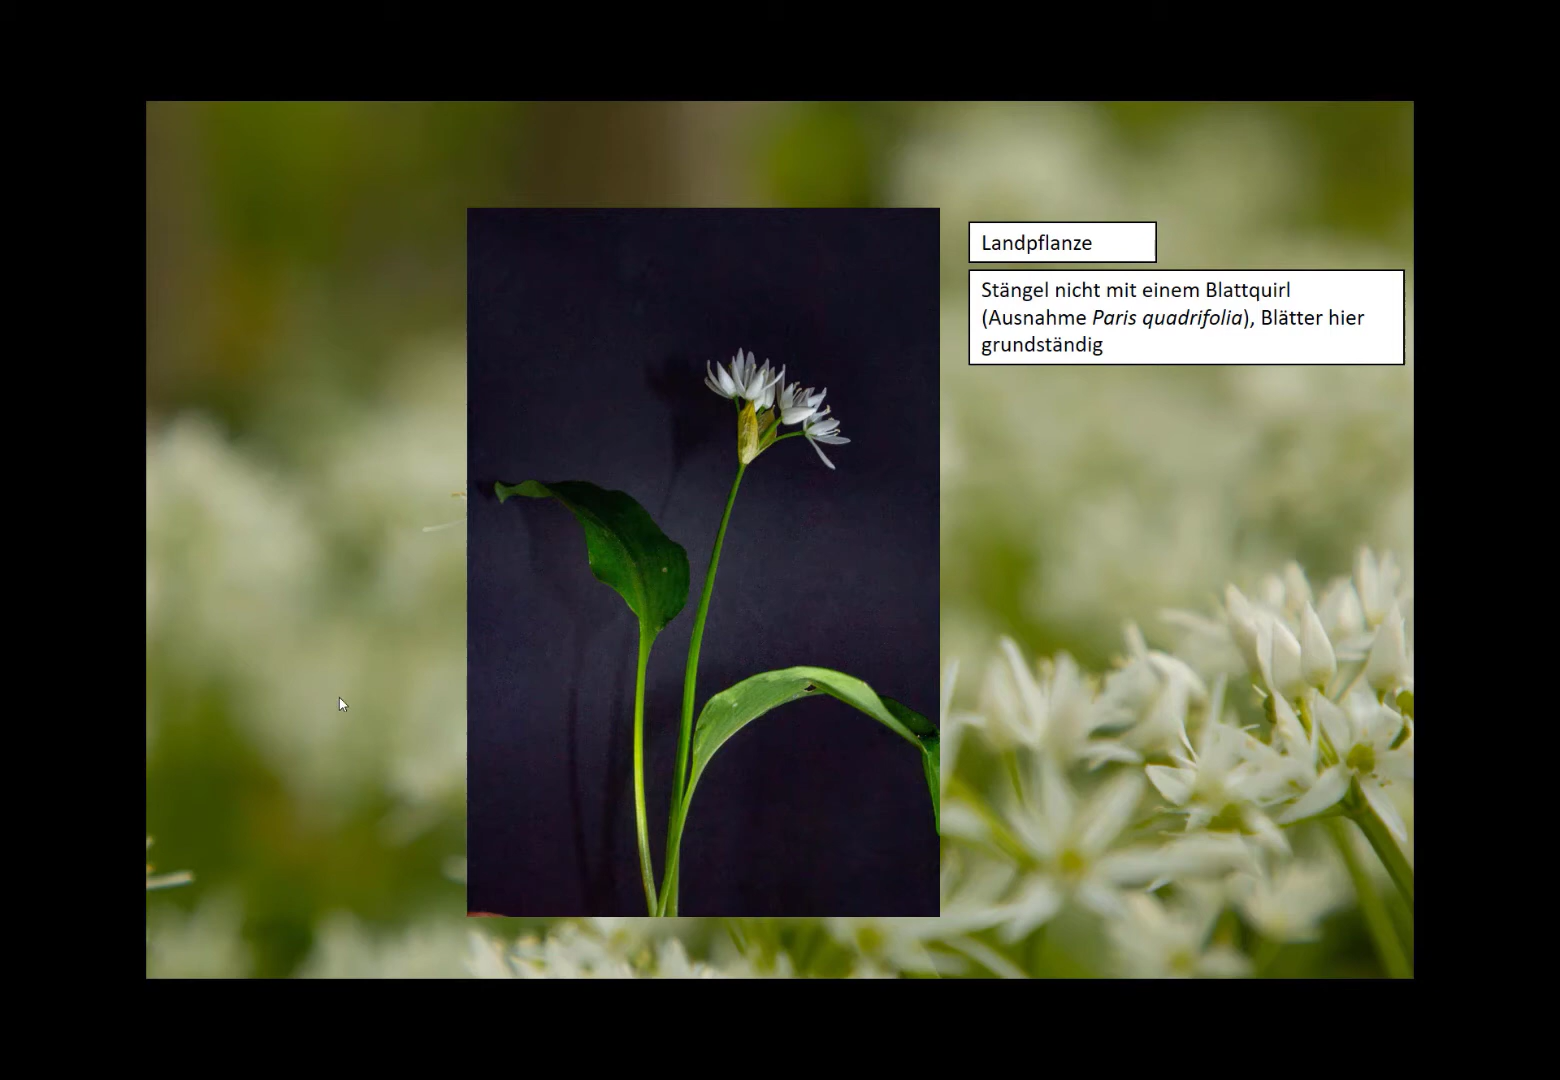 Landpflanze
Stängel nicht mit einem Blattquirl
(Ausnahme Paris quadrifolia), Blätter hier
grundständig